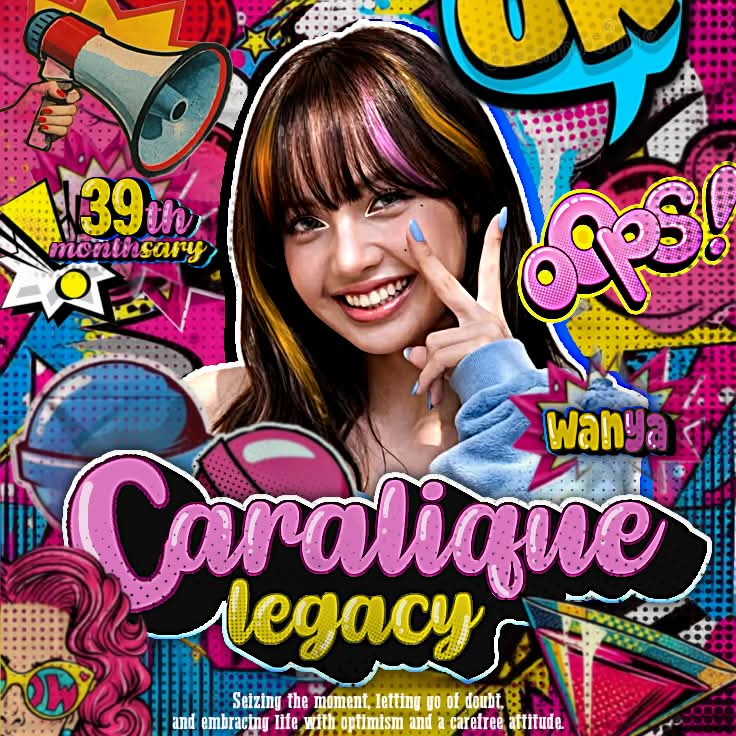 39th
monthsary
OOPS!
wanya
Caralique
legacy
Seizing the moment, letting go of doubt,
and embracing life with optimism and a carefree attitude.